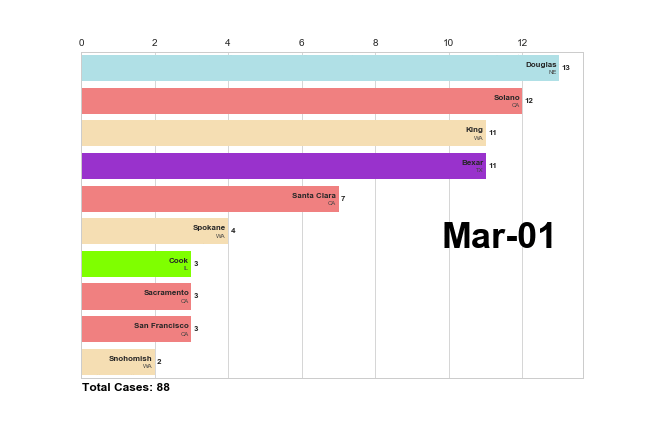 0 2 4 6 8 10 12
Douglas 13
NE
Solano 12
CA
King 11
WA
Bexar 11
TX
Santa Clara 7
CA
Spokane 4
WA
Mar-01
Cook 3
IL
Sacramento 3
CA
San Francisco 3
CA
Snohomish 2
WA
Total Cases: 88